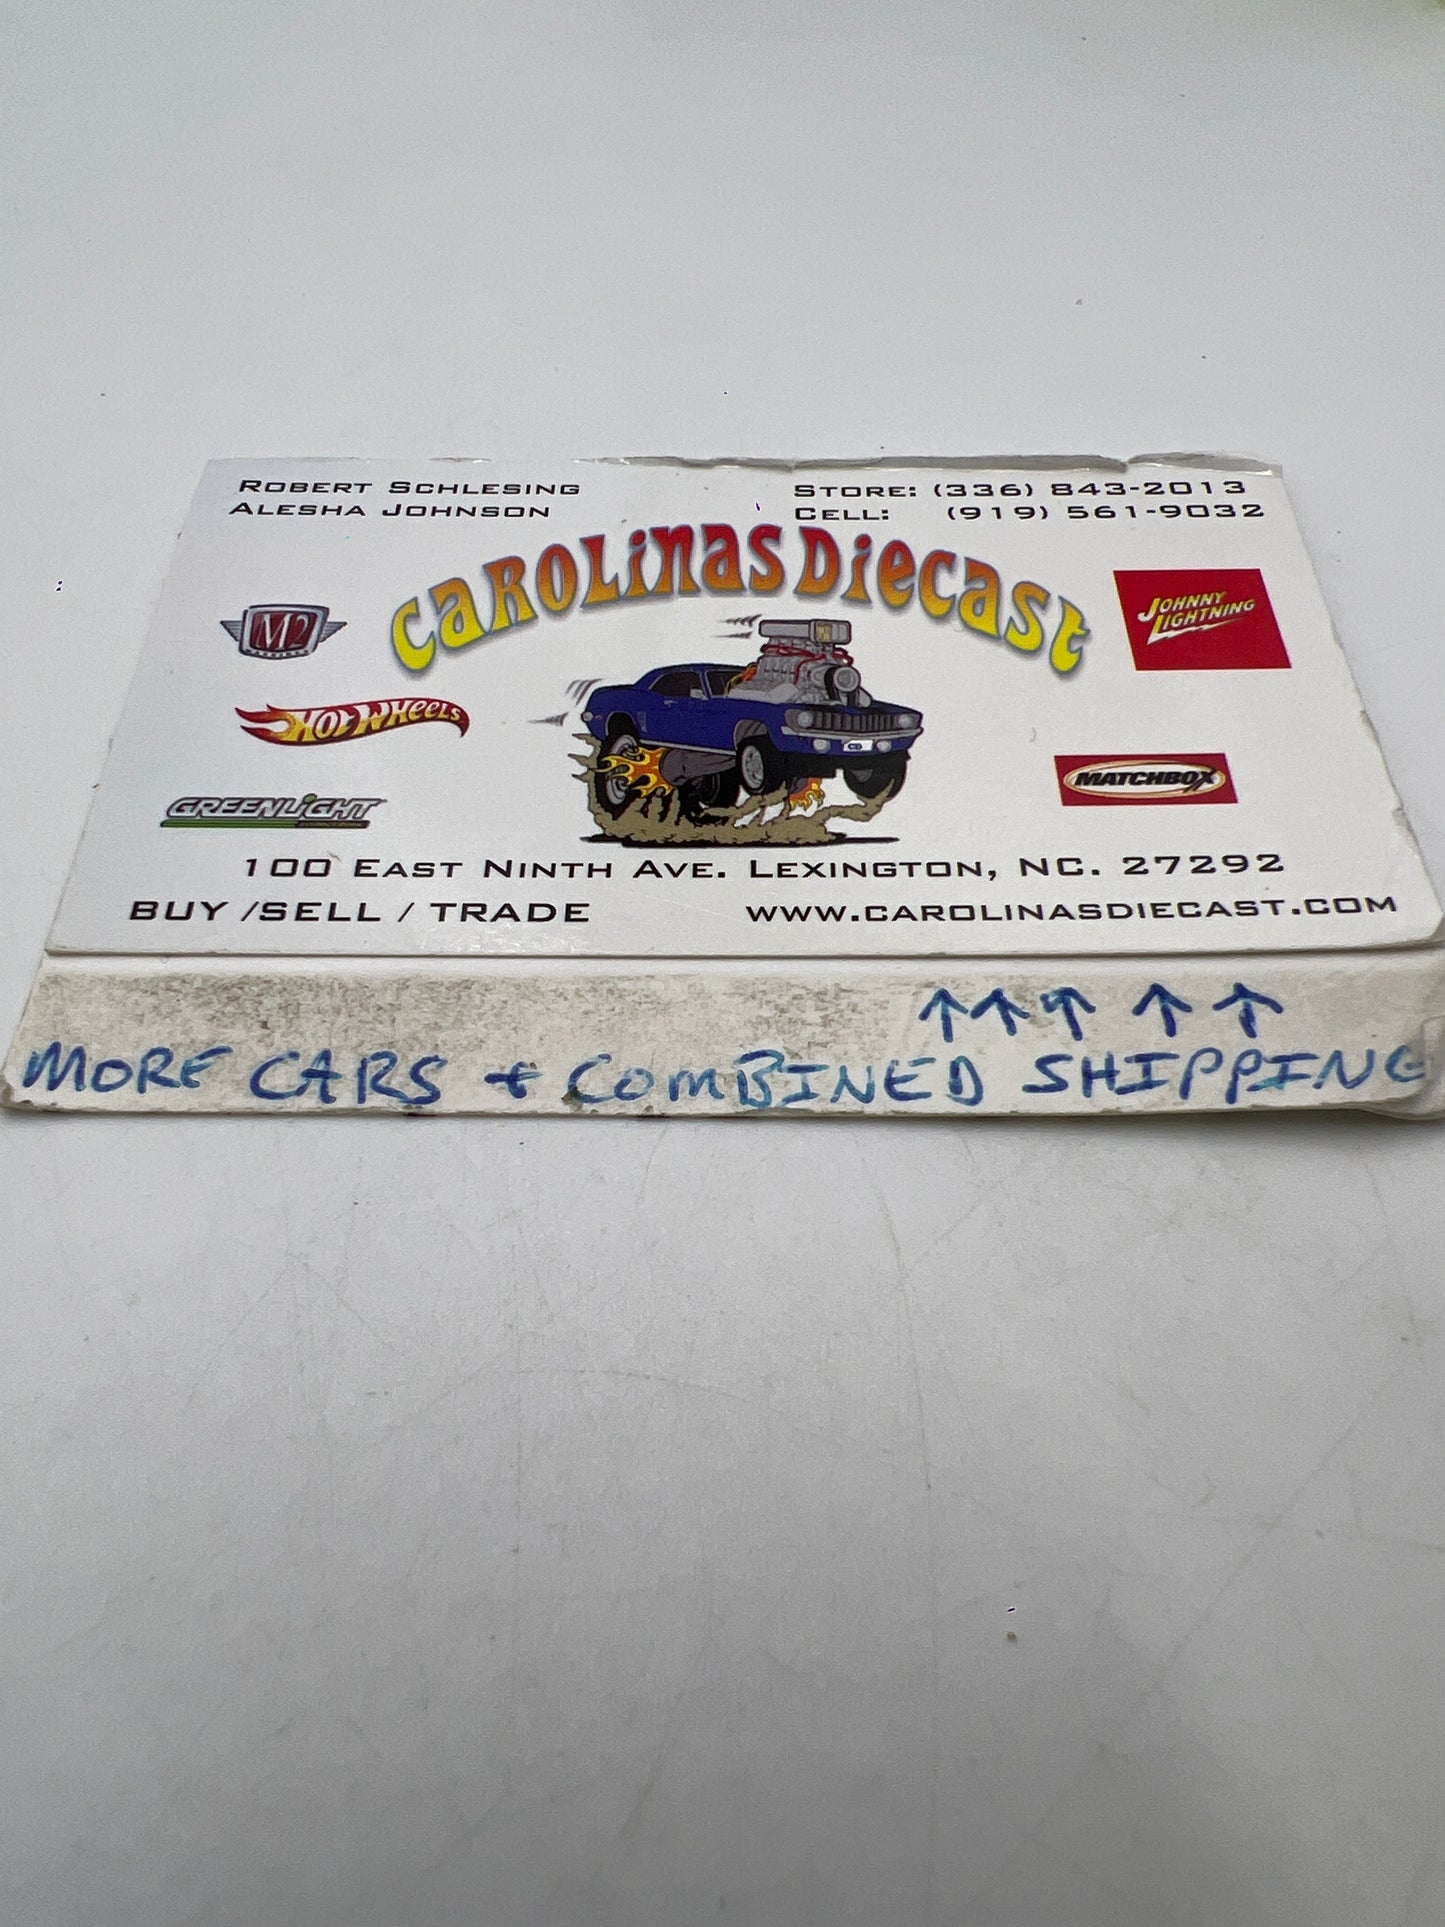 ROBERT SCHLESING
ALESHA JOHNSON
STORE: (336) 843-2013
CELL: (919) 561-9032
CAROLINAS DIECAST
M2
HOT WHEELS
GREENLIGHT
JOHNNY
LIGHTNING
MATCHBOX
100 EAST NINTH AVE. LEXINGTON, NC. 27292
BUY /SELL / TRADE
WWW.CAROLINASDIECAST.COM
↑↑↑ ↑ ↑
MORE CARS + COMBINED SHIPPING